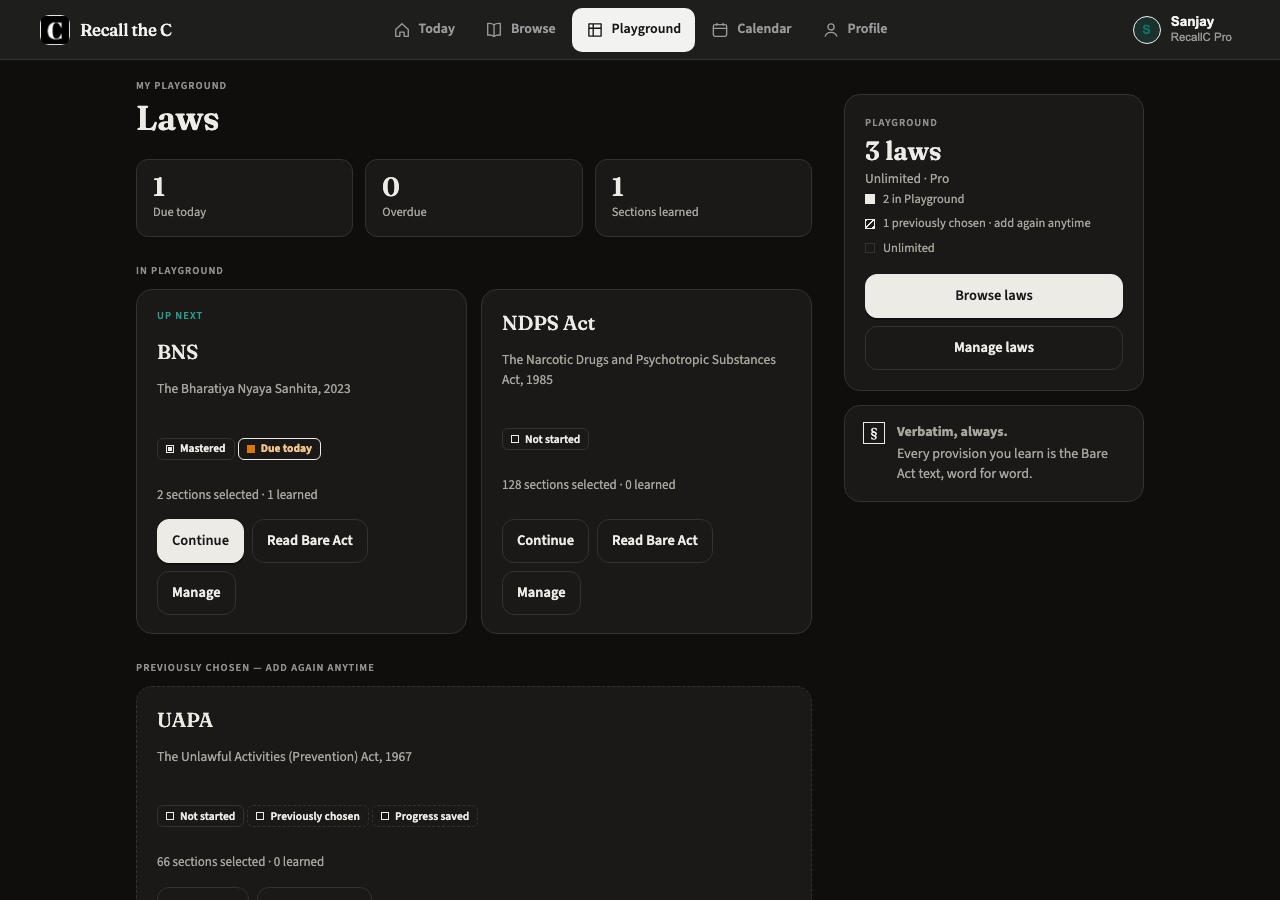 C Recall the C
Today
Browse
Playground
Calendar
Profile
S
Sanjay
RecallC Pro
MY PLAYGROUND
Laws
1
Due today
0
Overdue
1
Sections learned
IN PLAYGROUND
UP NEXT
BNS
The Bharatiya Nyaya Sanhita, 2023
Mastered
Due today
2 sections selected · 1 learned
Continue
Read Bare Act
Manage
NDPS Act
The Narcotic Drugs and Psychotropic Substances
Act, 1985
Not started
128 sections selected · 0 learned
Continue
Read Bare Act
Manage
PREVIOUSLY CHOSEN — ADD AGAIN ANYTIME
UAPA
The Unlawful Activities (Prevention) Act, 1967
Not started
Previously chosen
Progress saved
66 sections selected · 0 learned
PLAYGROUND
3 laws
Unlimited · Pro
2 in Playground
1 previously chosen · add again anytime
Unlimited
Browse laws
Manage laws
§
Verbatim, always.
Every provision you learn is the Bare
Act text, word for word.